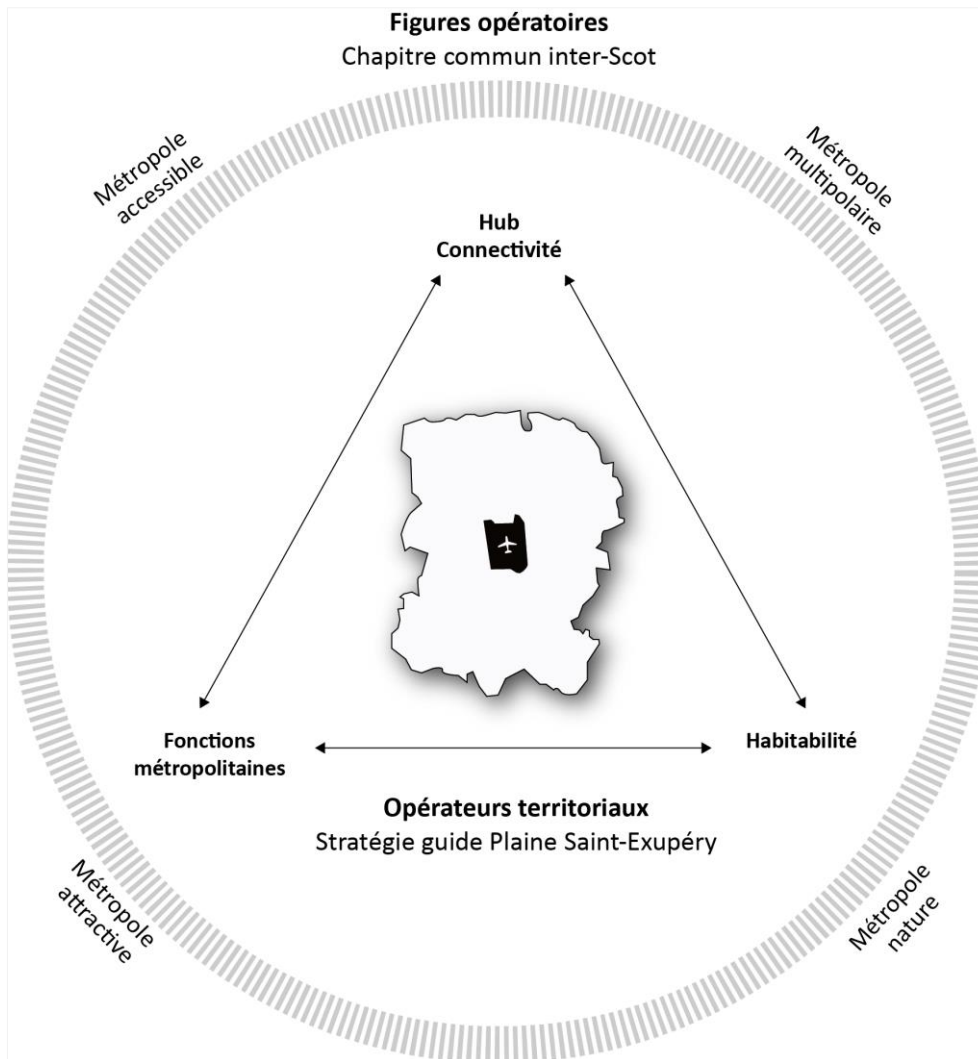 Figures opératoires
Chapitre commun inter-Scot
Métropole
accessible
Métropole
multipolaire
Hub
Connectivité
Fonctions
métropolitaines
Habitabilité
Opérateurs territoriaux
Stratégie guide Plaine Saint-Exupéry
Métropole
attractive
Métropole
nature